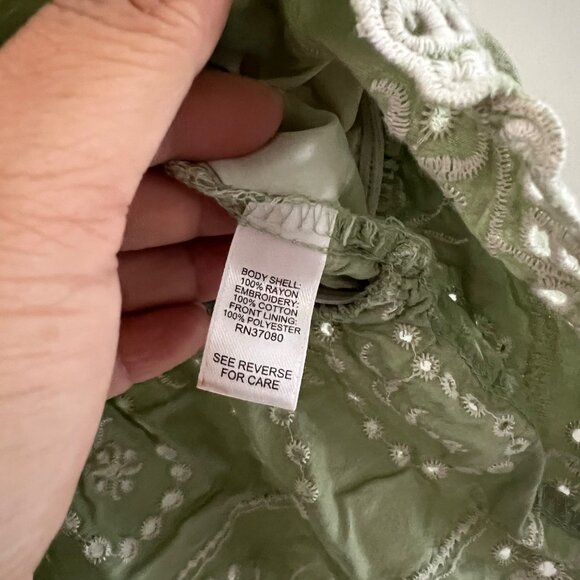 BODY SHELL:
100% RAYON
EMBROIDERY:
100% COTTON
FRONT LINING:
100% POLYESTER
RN37080
SEE REVERSE
FOR CARE